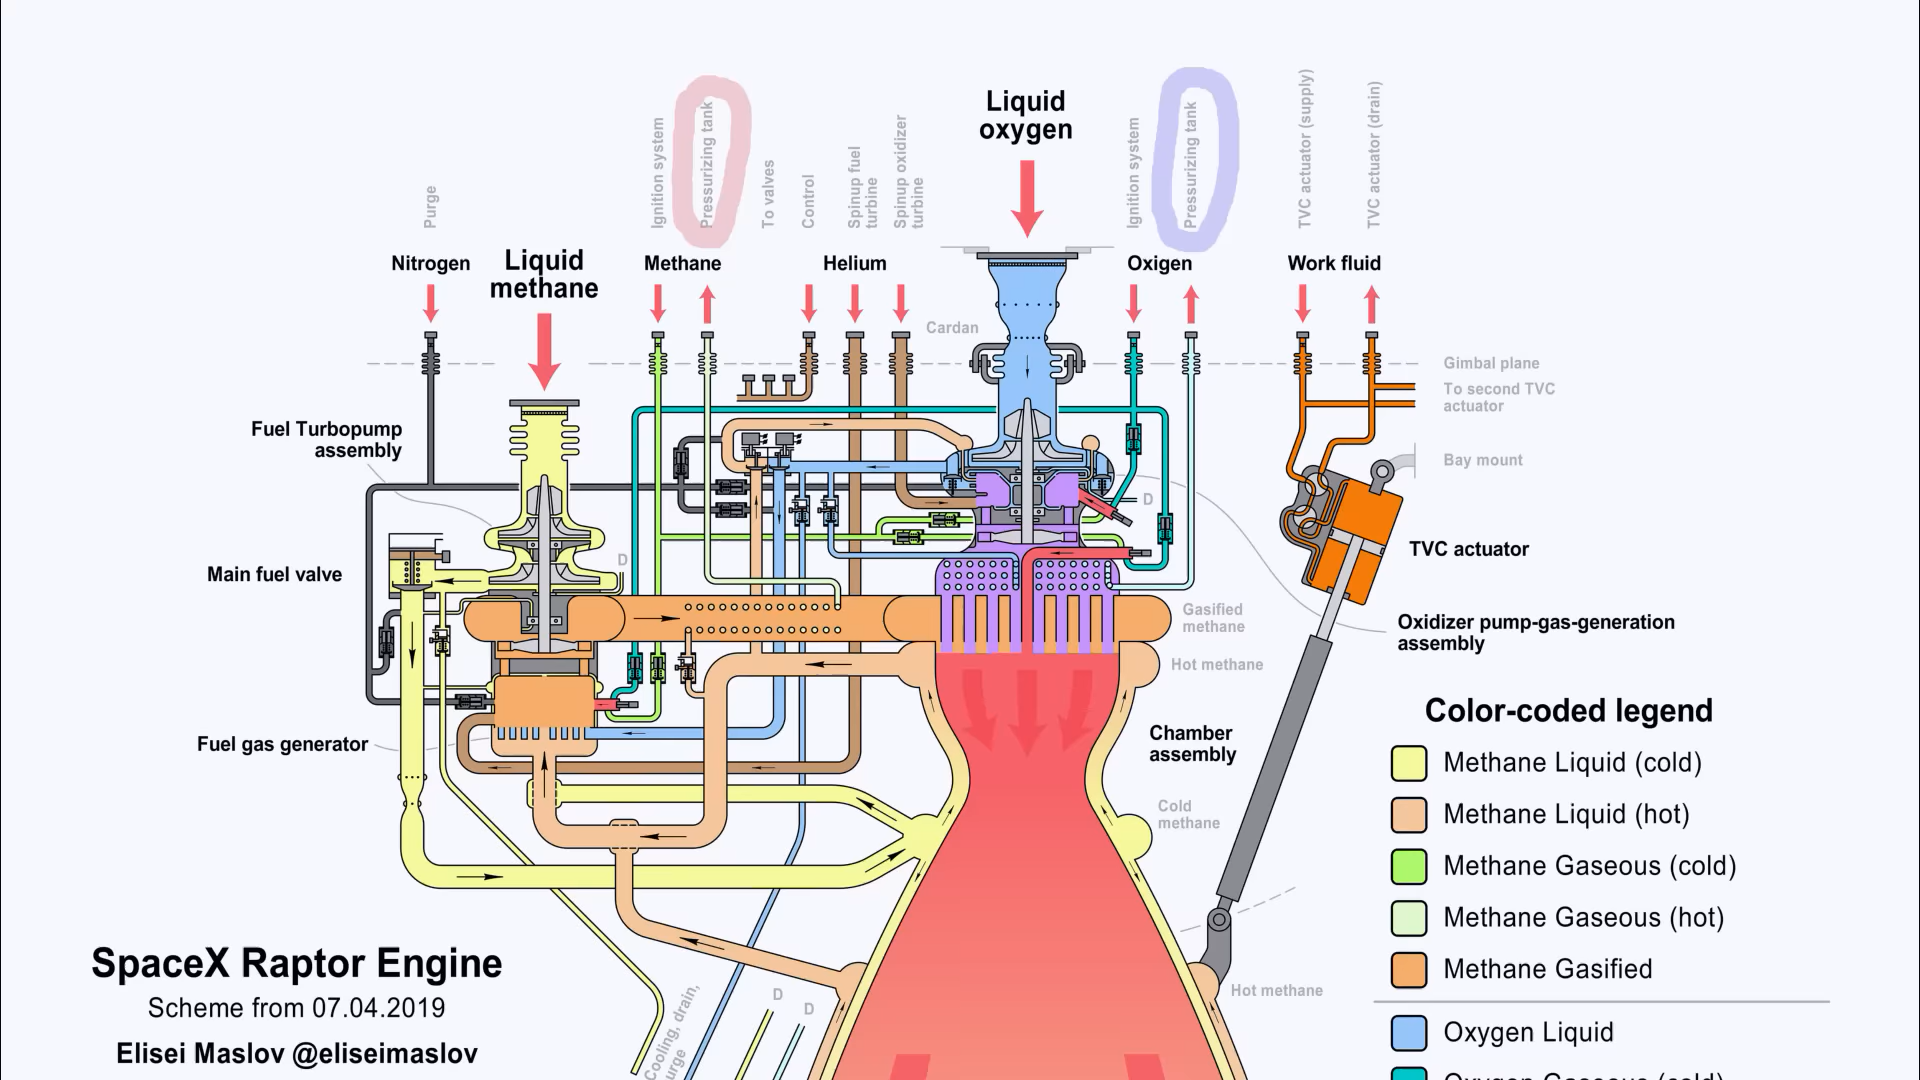 Purge
Ignition system
Pressurizing tank
To valves
Control
Spinup fuel
turbine
Spinup oxidizer
turbine
Liquid
oxygen
Ignition system
Pressurizing tank
TVC actuator (supply)
TVC actuator (drain)
Nitrogen
Liquid
methane
Methane
Helium
Oxigen
Work fluid
Cardan
Gimbal plane
To second TVC
actuator
Fuel Turbopump
assembly
Bay mount
D
D
TVC actuator
Main fuel valve
Gasified
methane
Oxidizer pump-gas-generation
assembly
Hot methane
Fuel gas generator
Chamber
assembly
Cold
methane
Color-coded legend
Methane Liquid (cold)
Methane Liquid (hot)
Methane Gaseous (cold)
Methane Gaseous (hot)
Methane Gasified
Oxygen Liquid
Oxygen Gaseous (cold)
SpaceX Raptor Engine
Scheme from 07.04.2019
Elisei Maslov @eliseimaslov
Cooling, drain,
D
D
Hot methane